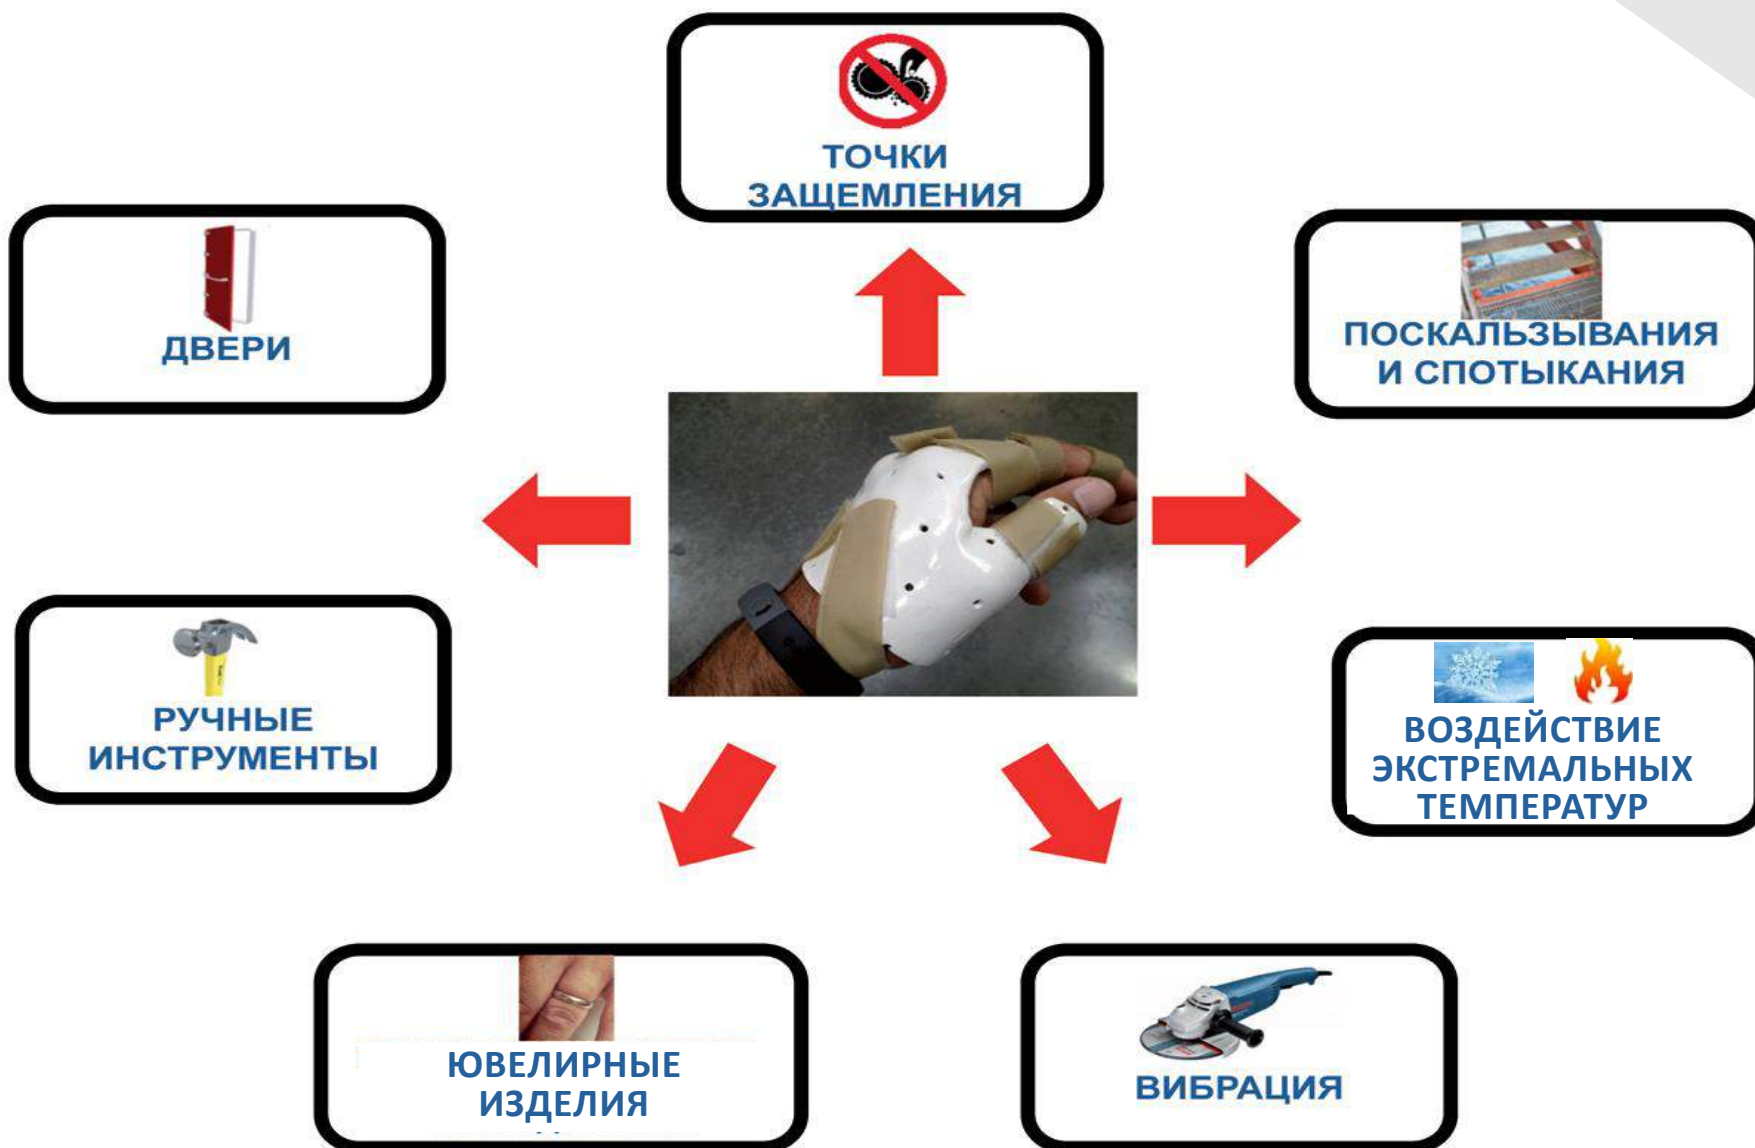 ТОЧКИ
ЗАЩЕМЛЕНИЯ
ДВЕРИ
ПОСКАЛЬЗЫВАНИЯ
И СПОТЫКАНИЯ
РУЧНЫЕ
ИНСТРУМЕНТЫ
ВОЗДЕЙСТВИЕ
ЭКСТРЕМАЛЬНЫХ
ТЕМПЕРАТУР
ЮВЕЛИРНЫЕ
ИЗДЕЛИЯ
ВИБРАЦИЯ